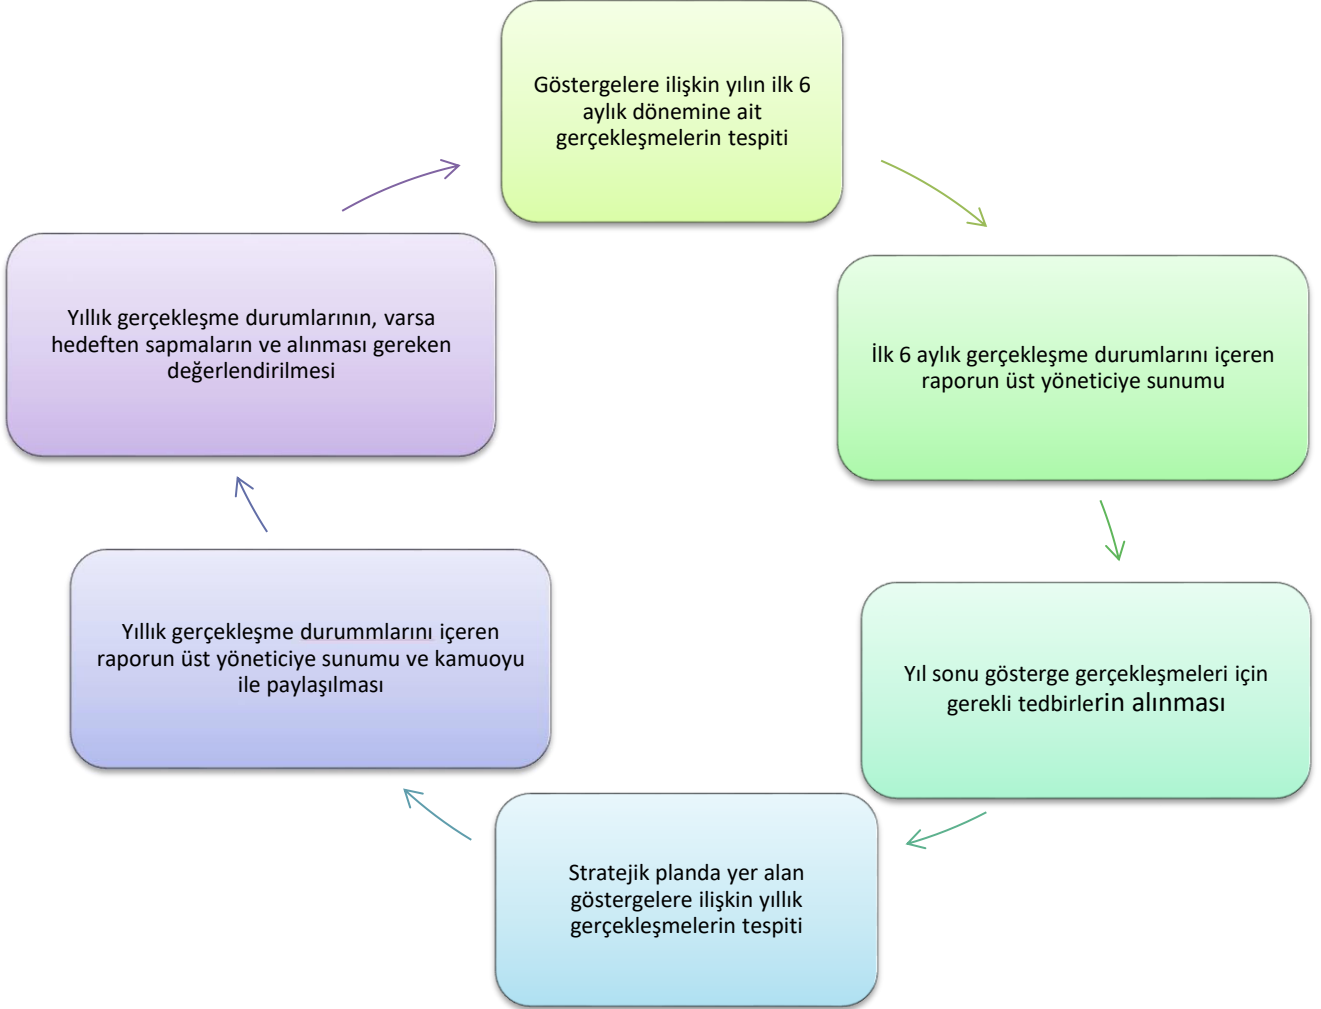 Göstergelere ilişkin yılın ilk 6
aylık dönemine ait
gerçekleşmelerin tespiti
İlk 6 aylık gerçekleşme durumlarını içeren
raporun üst yöneticiye sunumu
Yıl sonu gösterge gerçekleşmeleri için
gerekli tedbirlerin alınması
Stratejik planda yer alan
göstergelere ilişkin yıllık
gerçekleşmelerin tespiti
Yıllık gerçekleşme durummlarını içeren
raporun üst yöneticiye sunumu ve kamuoyu
ile paylaşılması
Yıllık gerçekleşme durumlarının, varsa
hedeften sapmaların ve alınması gereken
değerlendirilmesi